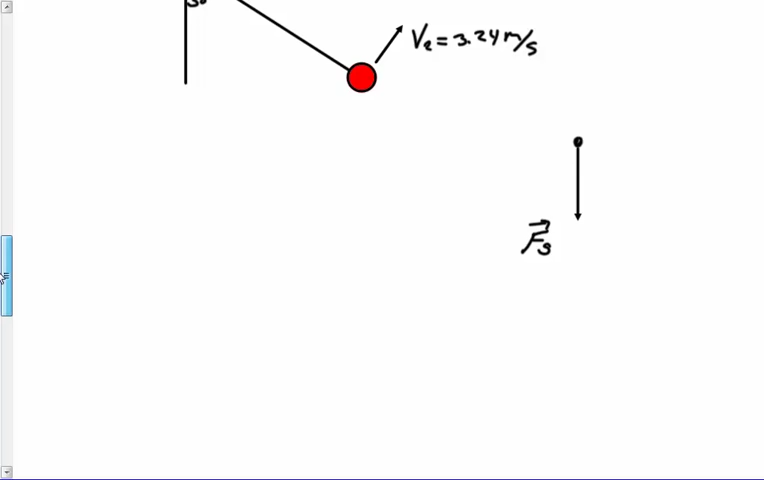 V₂ = 3.24 m/s
F⃗g